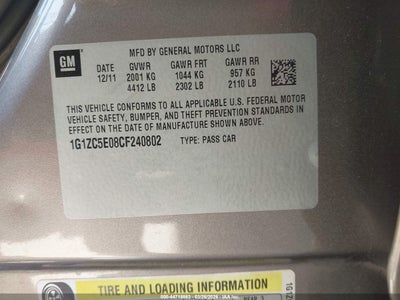 GM
MFD BY GENERAL MOTORS LLC
DATE GVWR GAWR FRT GAWR RR
12/11 2001 KG 1044 KG 957 KG
4412 LB 2302 LB 2110 LB
THIS VEHICLE CONFORMS TO ALL APPLICABLE U.S. FEDERAL MOTOR
VEHICLE SAFETY, BUMPER, AND THEFT PREVENTION STANDARDS IN
EFFECT ON THE DATE OF MANUFACTURE SHOWN ABOVE.
1G1ZC5E08CF240802 TYPE: PASS CAR
TIRE AND LOADING INFORMATION